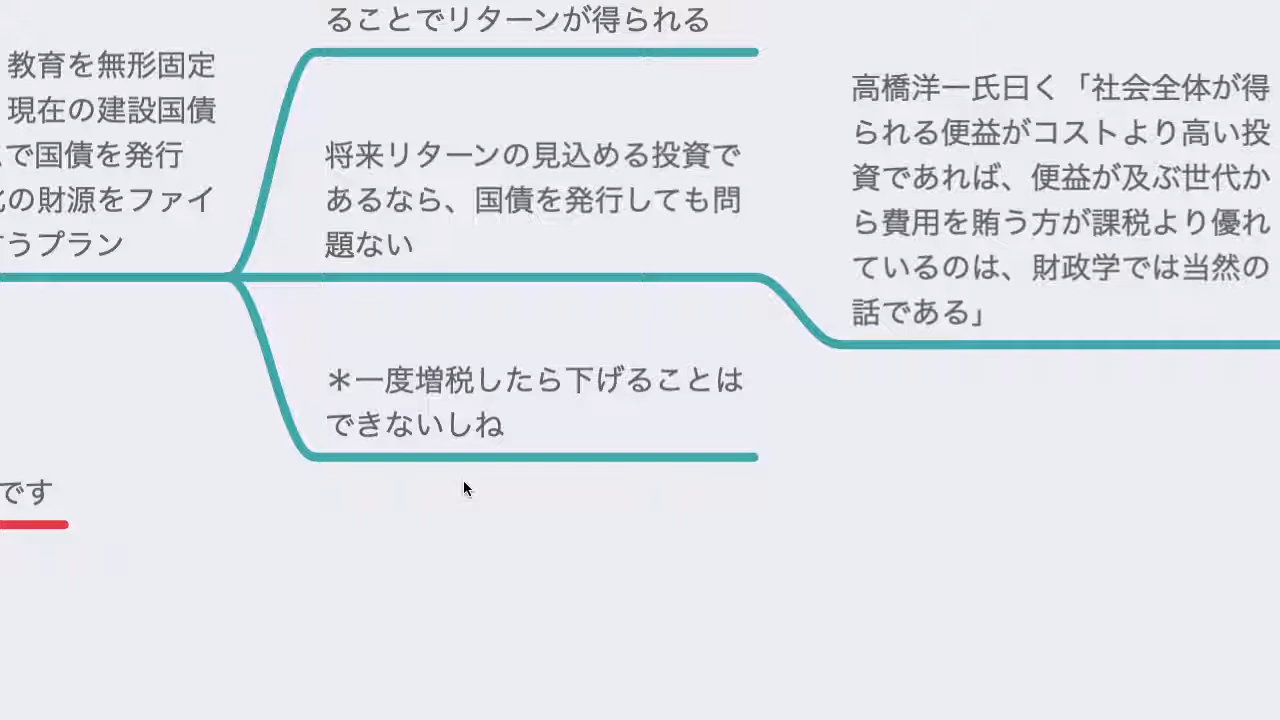 教育を無形固定
現在の建設国債
で国債を発行
の財源をファイ
うプラン
ることでリターンが得られる
将来リターンの見込める投資で
あるなら、国債を発行しても問
題ない
＊一度増税したら下げることは
できないしね
高橋洋一氏曰く「社会全体が得
られる便益がコストより高い投
資であれば、便益が及ぶ世代か
ら費用を賄う方が課税より優れ
ているのは、財政学では当然の
話である」
です